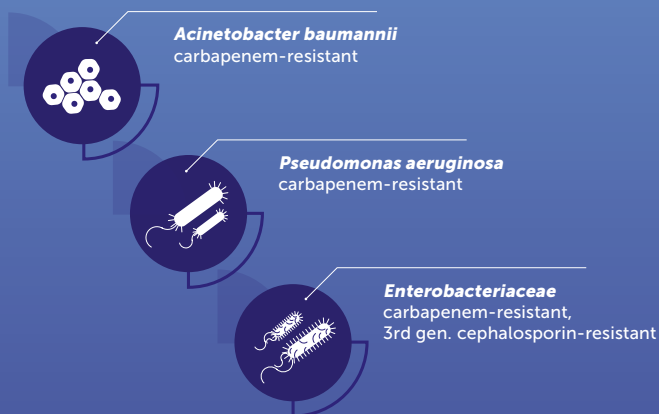 Acinetobacter baumannii
carbapenem-resistant
Pseudomonas aeruginosa
carbapenem-resistant
Enterobacteriaceae
carbapenem-resistant,
3rd gen. cephalosporin-resistant